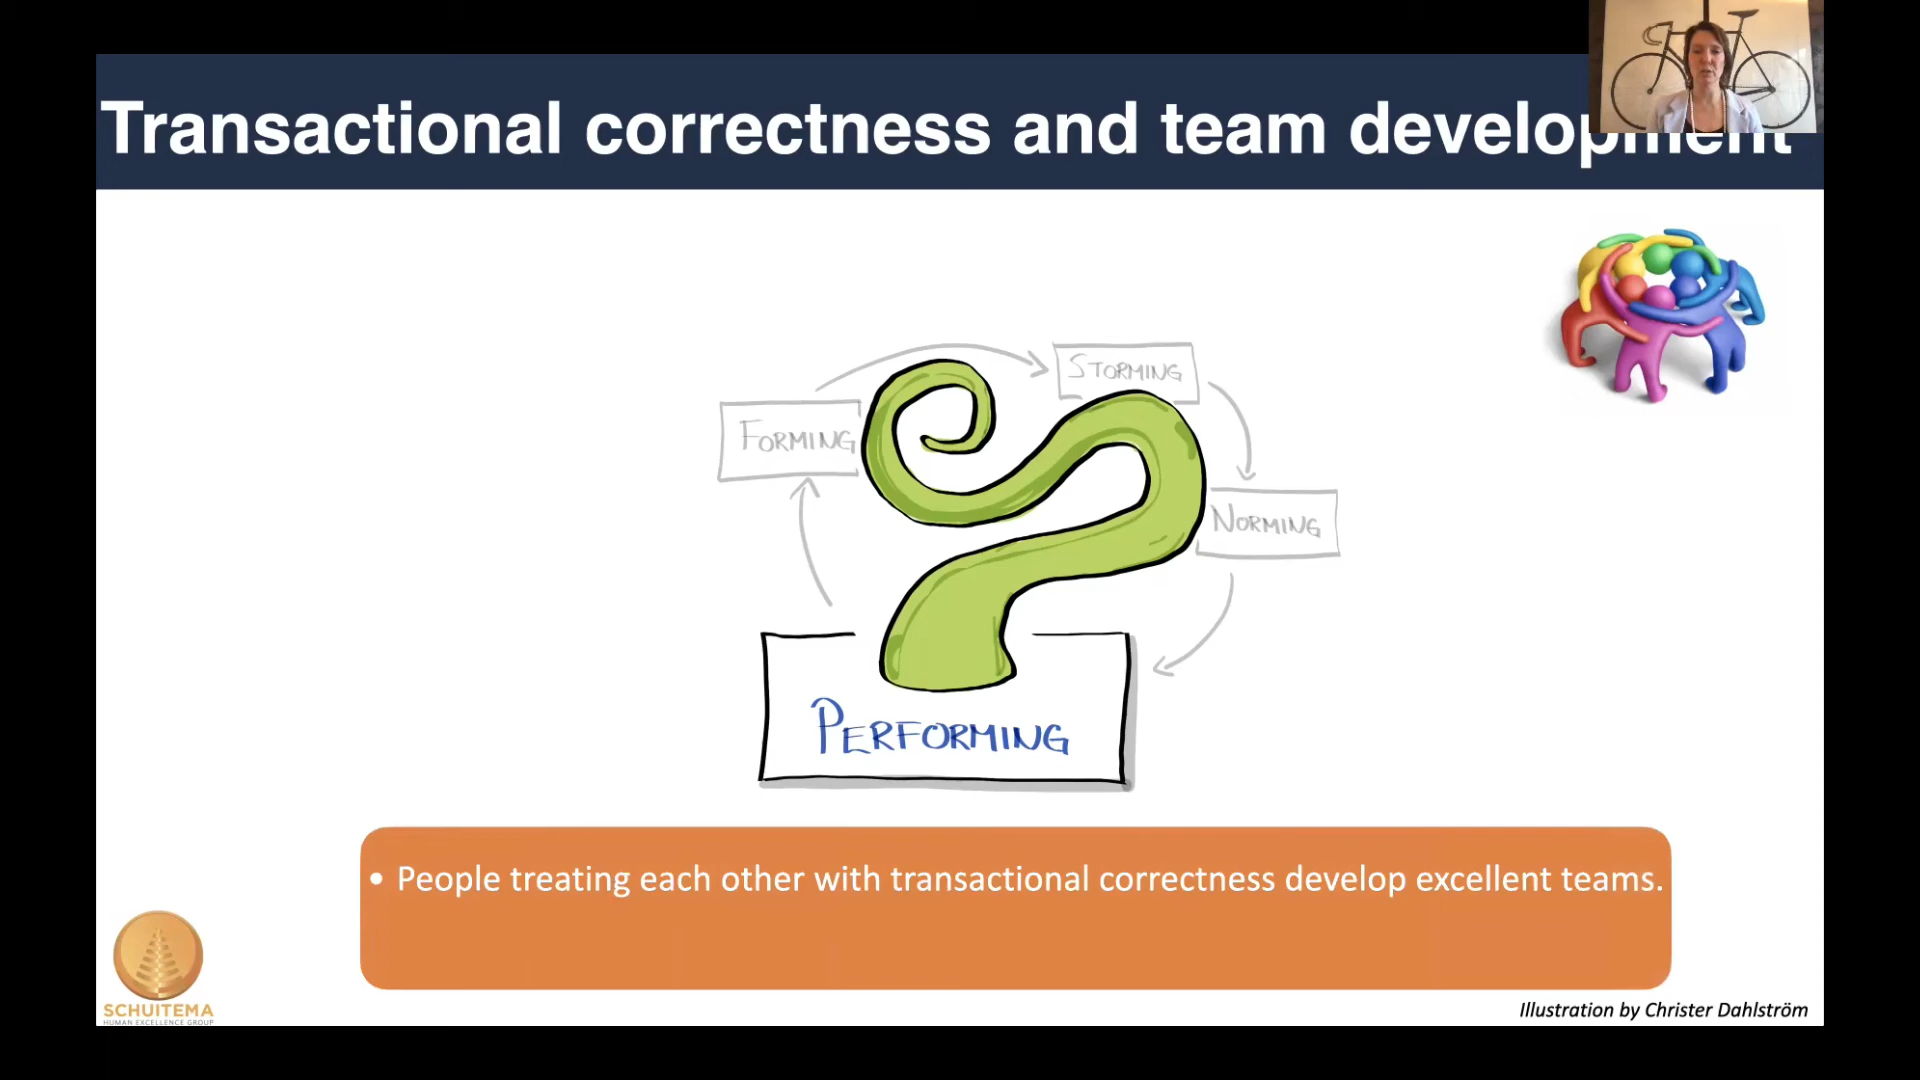 Transactional correctness and team development
STORMING
FORMING
NORMING
PERFORMING
• People treating each other with transactional correctness develop excellent teams.
SCHUITEMA
HUMAN EXCELLENCE GROUP
Illustration by Christer Dahlström